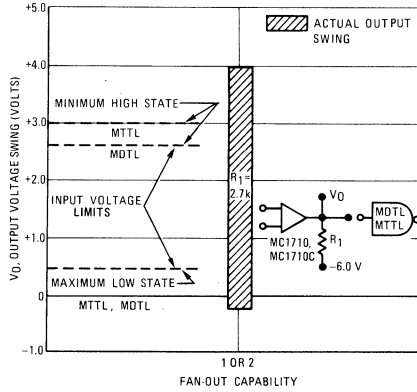 +5.0
ACTUAL OUTPUT
SWING
+4.0
MINIMUM HIGH STATE
+3.0
MTTL
MDTL
+2.0
R1 =
2.7k
INPUT VOLTAGE
LIMITS
VO
MDTL
MTTL
R1
MC1710,
MC1710C
+1.0
-6.0 V
MAXIMUM LOW STATE
0
MTTL, MDTL
-1.0
VO, OUTPUT VOLTAGE SWING (VOLTS)
1 OR 2
FAN-OUT CAPABILITY